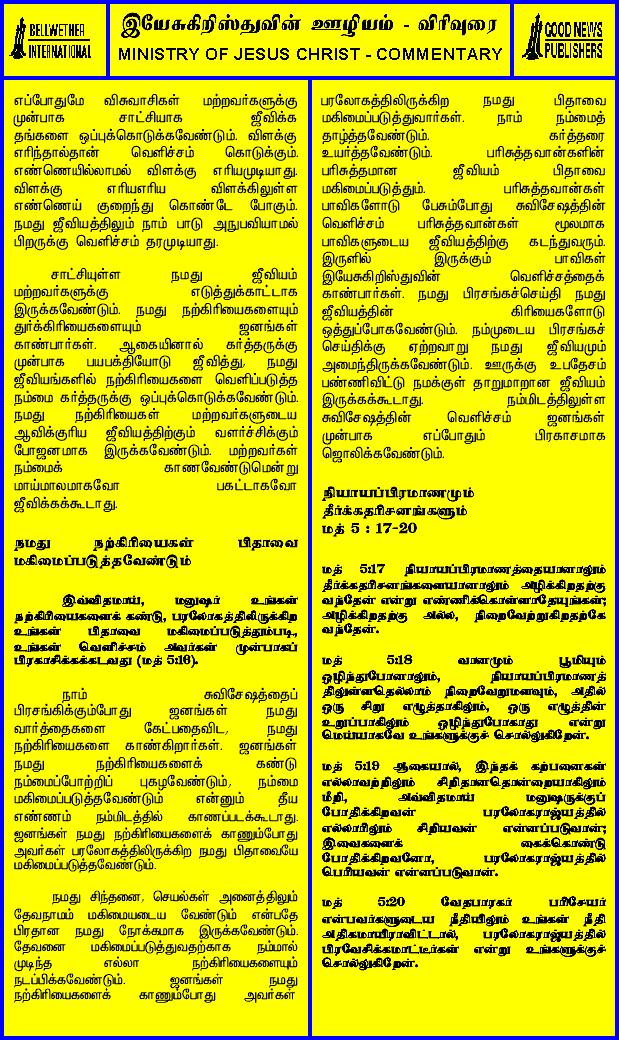 BELLWETHER
INTERNATIONAL
இயேசுகிறிஸ்துவின் ஊழியம் - விரிவுரை
MINISTRY OF JESUS CHRIST - COMMENTARY
GOOD NEWS
PUBLISHERS
எப்போதுமே விசுவாசிகள் மற்றவர்களுக்கு
முன்பாக சாட்சியாக ஜீவிக்க
தங்களை ஒப்புக்கொடுக்கவேண்டும். விளக்கு
எரிந்தால்தான் வெளிச்சம் கொடுக்கும்.
எண்ணெயில்லாமல் விளக்கு எரியமுடியாது.
விளக்கு எரியஎரிய விளக்கிலுள்ள
எண்ணெய் குறைந்து கொண்டே போகும்.
நமது ஜீவியத்திலும் நாம் பாடு அநுபவியாமல்
பிறருக்கு வெளிச்சம் தரமுடியாது.
சாட்சியுள்ள நமது ஜீவியம்
மற்றவர்களுக்கு எடுத்துக்காட்டாக
இருக்கவேண்டும். நமது நற்கிரியைகளையும்
துர்க்கிரியைகளையும் ஜனங்கள்
காண்பார்கள். ஆகையினால் கர்த்தருக்கு
முன்பாக பயபக்தியோடு ஜீவித்து, நமது
ஜீவியங்களில் நற்கிரியைகளை வெளிப்படுத்த
நம்மை கர்த்தருக்கு ஒப்புக்கொடுக்கவேண்டும்.
நமது நற்கிரியைகள் மற்றவர்களுடைய
ஆவிக்குரிய ஜீவியத்திற்கும் வளர்ச்சிக்கும்
போஜனமாக இருக்கவேண்டும். மற்றவர்கள்
நம்மைக் காணவேண்டுமென்று
மாய்மாலமாகவோ பகட்டாகவோ
ஜீவிக்கக்கூடாது.
நமது நற்கிரியைகள் பிதாவை
மகிமைப்படுத்தவேண்டும்
இவ்விதமாய், மனுஷர் உங்கள்
நற்கிரியைகளைக் கண்டு, பரலோகத்திலிருக்கிற
உங்கள் பிதாவை மகிமைப்படுத்தும்படி,
உங்கள் வெளிச்சம் அவர்கள் முன்பாகப்
பிரகாசிக்கக்கடவது (மத் 5:16).
நாம் சுவிசேஷத்தைப்
பிரசங்கிக்கும்போது ஜனங்கள் நமது
வார்த்தைகளை கேட்பதைவிட, நமது
நற்கிரியைகளை காண்கிறார்கள். ஜனங்கள்
நமது நற்கிரியைகளைக் கண்டு
நம்மைப்போற்றிப் புகழவேண்டும், நம்மை
மகிமைப்படுத்தவேண்டும் என்னும் தீய
எண்ணம் நம்மிடத்தில் காணப்படக்கூடாது.
ஜனங்கள் நமது நற்கிரியைகளைக் காணும்போது
அவர்கள் பரலோகத்திலிருக்கிற நமது பிதாவையே
மகிமைப்படுத்தவேண்டும்.
நமது சிந்தனை, செயல்கள் அனைத்திலும்
தேவநாமம் மகிமையடைய வேண்டும் என்பதே
பிரதான நமது நோக்கமாக இருக்கவேண்டும்.
தேவனை மகிமைப்படுத்துவதற்காக நம்மால்
முடிந்த எல்லா நற்கிரியைகளையும்
நடப்பிக்கவேண்டும். ஜனங்கள் நமது
நற்கிரியைகளைக் காணும்போது அவர்கள்
பரலோகத்திலிருக்கிற நமது பிதாவை
மகிமைப்படுத்துவார்கள். நாம் நம்மைத்
தாழ்த்தவேண்டும். கர்த்தரை
உயர்த்தவேண்டும். பரிசுத்தவான்களின்
பரிசுத்தமான ஜீவியம் பிதாவை
மகிமைப்படுத்தும். பரிசுத்தவான்கள்
பாவிகளோடு பேசும்போது சுவிசேஷத்தின்
வெளிச்சம் பரிசுத்தவான்கள் மூலமாக
பாவிகளுடைய ஜீவியத்திற்கு கடந்துவரும்.
இருளில் இருக்கும் பாவிகள்
இயேசுகிறிஸ்துவின் வெளிச்சத்தைக்
காண்பார்கள். நமது பிரசங்கச்செய்தி நமது
ஜீவியத்தின் கிரியைகளோடு
ஒத்துப்போகவேண்டும். நம்முடைய பிரசங்கச்
செய்திக்கு ஏற்றவாறு நமது ஜீவியமும்
அமைந்திருக்கவேண்டும். ஊருக்கு உபதேசம்
பண்ணிவிட்டு நமக்குள் தாறுமாறான ஜீவியம்
இருக்கக்கூடாது. நம்மிடத்திலுள்ள
சுவிசேஷத்தின் வெளிச்சம் ஜனங்கள்
முன்பாக எப்போதும் பிரகாசமாக
ஜொலிக்கவேண்டும்.
நியாயப்பிரமாணமும்
தீர்க்கதரிசனங்களும்
மத் 5 : 17-20
மத் 5:17 நியாயப்பிரமாணத்தையானாலும்
தீர்க்கதரிசனங்களையானாலும் அழிக்கிறதற்கு
வந்தேன் என்று எண்ணிக்கொள்ளாதேயுங்கள்;
அழிக்கிறதற்கு அல்ல, நிறைவேற்றுகிறதற்கே
வந்தேன்.
மத் 5:18 வானமும் பூமியும்
ஒழிந்துபோனாலும், நியாயப்பிரமாணத்
திலுள்ளதெல்லாம் நிறைவேறுமளவும், அதில்
ஒரு சிறு எழுத்தாகிலும், ஒரு எழுத்தின்
உறுப்பாகிலும் ஒழிந்துபோகாது என்று
மெய்யாகவே உங்களுக்குச் சொல்லுகிறேன்.
மத் 5:19 ஆகையால், இந்தக் கற்பனைகள்
எல்லாவற்றிலும் சிறிதானதொன்றையாகிலும்
மீறி, அவ்விதமாய் மனுஷருக்குப்
போதிக்கிறவன் பரலோகராஜ்யத்தில்
எல்லாரிலும் சிறியவன் என்னப்படுவான்;
இவைகளைக் கைக்கொண்டு
போதிக்கிறவனோ, பரலோகராஜ்யத்தில்
பெரியவன் என்னப்படுவான்.
மத் 5:20 வேதபாரகர் பரிசேயர்
என்பவர்களுடைய நீதியிலும் உங்கள் நீதி
அதிகமாயிராவிட்டால், பரலோகராஜ்யத்தில்
பிரவேசிக்கமாட்டீர்கள் என்று உங்களுக்குச்
சொல்லுகிறேன்.